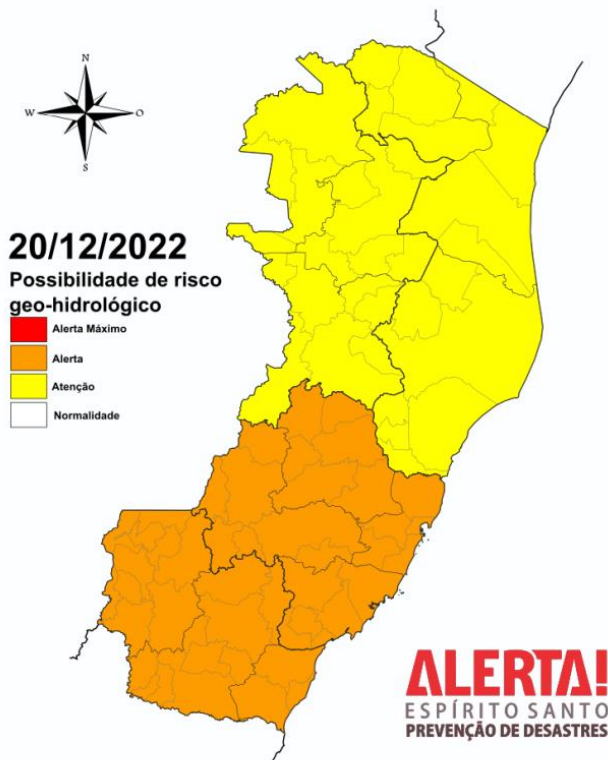 N
W
O
S
20/12/2022
Possibilidade de risco
geo-hidrológico
Alerta Máximo
Alerta
Atenção
Normalidade
ALERTA!
ESPÍRITO SANTO
PREVENÇÃO DE DESASTRES